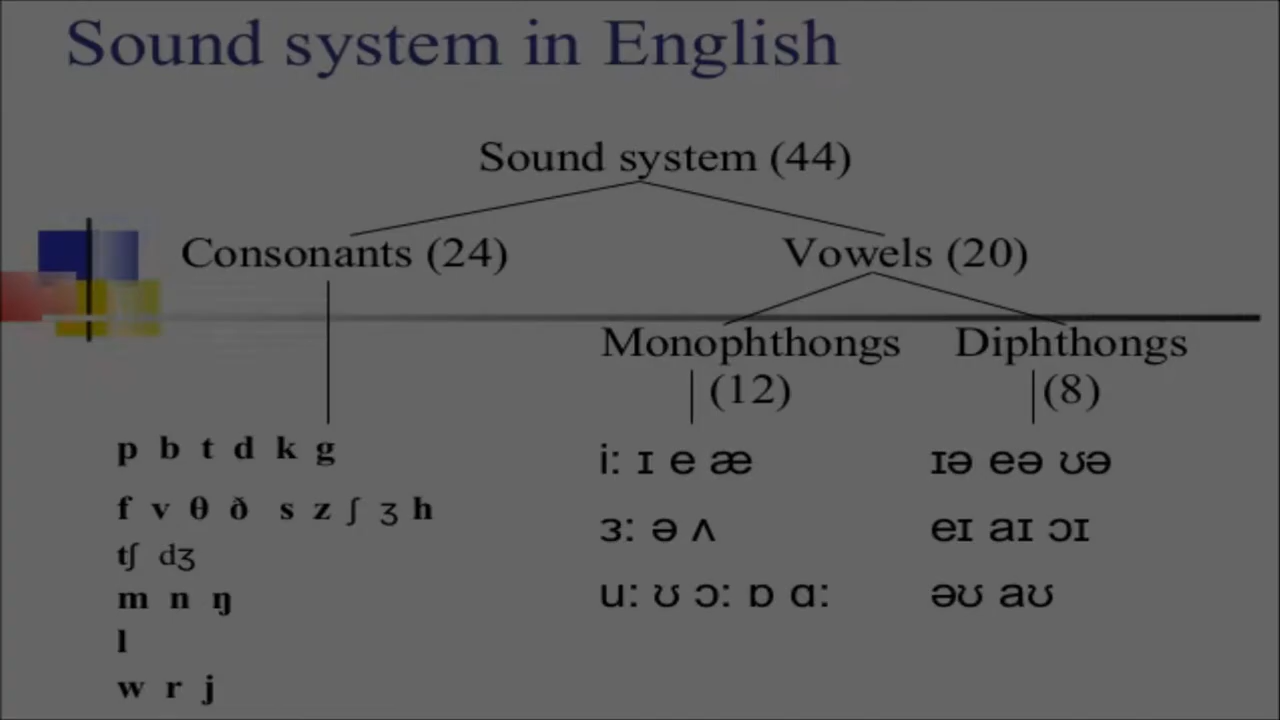 Sound system in English
Sound system (44)
Consonants (24)
Vowels (20)
Monophthongs
(12)
Diphthongs
(8)
p b t d k g
f v θ ð s z ʃ ʒ h
tʃ dʒ
m n ŋ
l
w r j
iː ɪ e æ
ɜː ə ʌ
uː ʊ ɔː ɒ ɑː
ɪə eə ʊə
eɪ aɪ ɔɪ
əʊ aʊ